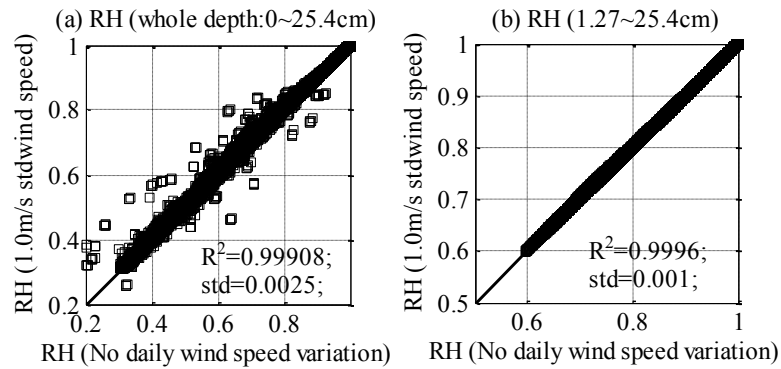 (a) RH (whole depth:0~25.4cm)
RH (1.0m/s stdwind speed)
1
0.8
0.6
0.4
0.2
R²=0.99908;
std=0.0025;
0.2 0.4 0.6 0.8
RH (No daily wind speed variation)
(b) RH (1.27~25.4cm)
RH (1.0m/s stdwind speed)
1
0.9
0.8
0.7
0.6
0.5
R²=0.9996;
std=0.001;
0.6 0.8 1
RH (No daily wind speed variation)